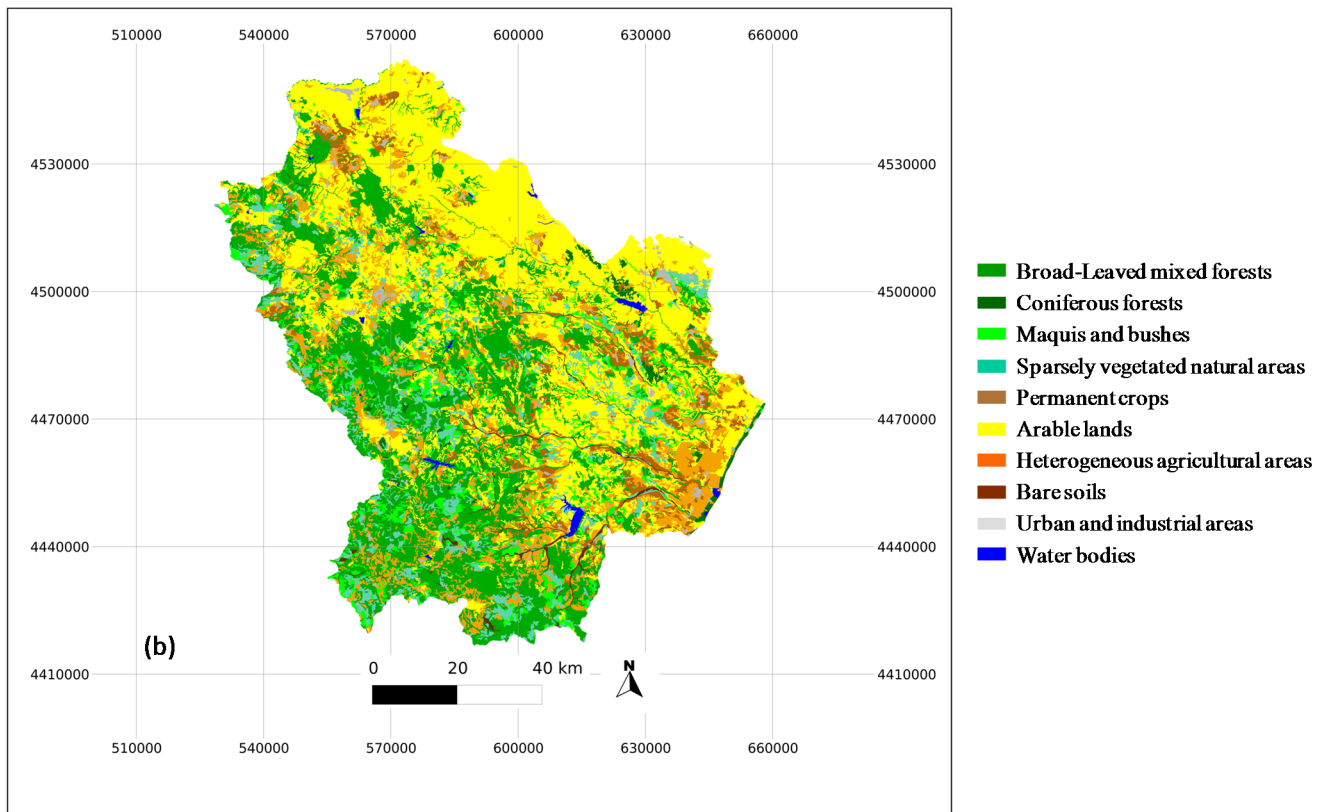 510000 540000 570000 600000 630000 660000
4530000 4530000
4500000 4500000
4470000 4470000
4440000 4440000
4410000 4410000
(b)
0 20 40 km
N
510000 540000 570000 600000 630000 660000
Broad-Leaved mixed forests
Coniferous forests
Maquis and bushes
Sparsely vegetated natural areas
Permanent crops
Arable lands
Heterogeneous agricultural areas
Bare soils
Urban and industrial areas
Water bodies